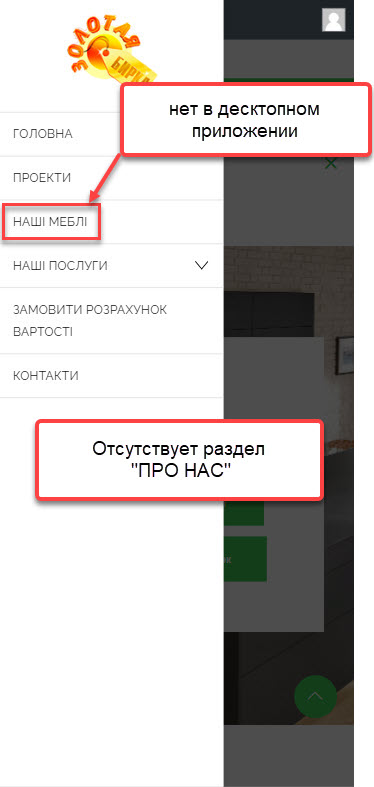 ЗОЛОТАЯ
БИРКА
нет в десктопном
приложении
ГОЛОВНА
ПРОЕКТИ
НАШІ МЕБЛІ
НАШІ ПОСЛУГИ
ЗАМОВИТИ РОЗРАХУНОК
ВАРТОСТІ
КОНТАКТИ
Отсутствует раздел
"ПРО НАС"